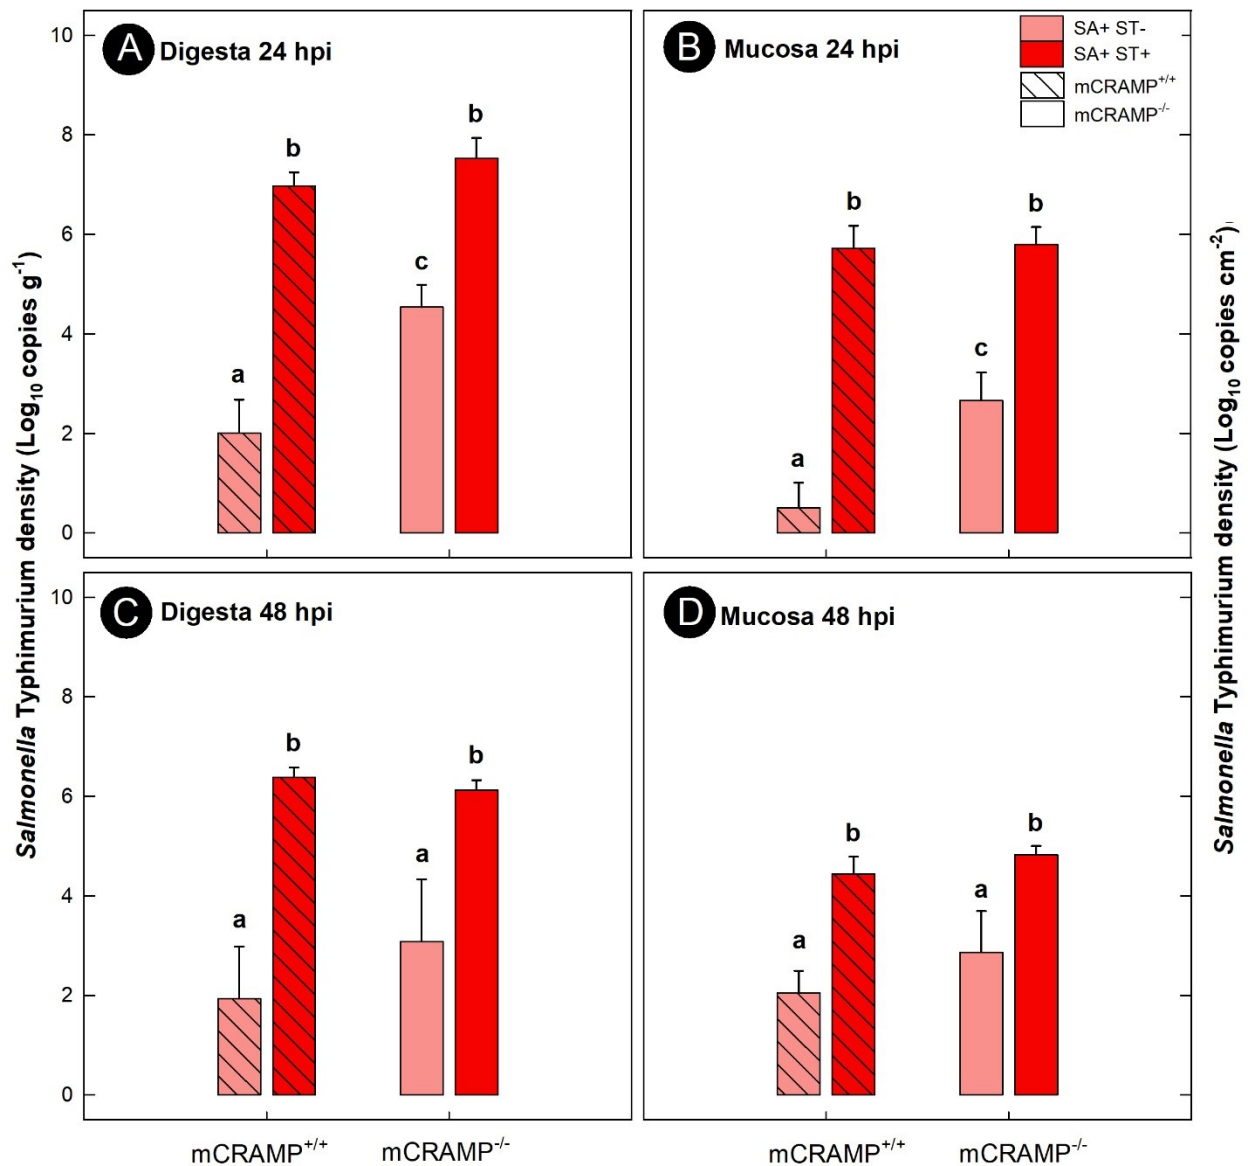 A Digesta 24 hpi
B Mucosa 24 hpi
SA+ ST-
SA+ ST+
mCRAMP+/+
mCRAMP-/-
10
8
6
4
2
0
b
b
c
a
b
b
c
a
Salmonella Typhimurium density (Log10 copies g-1)
Salmonella Typhimurium density (Log10 copies cm-2)
C Digesta 48 hpi
D Mucosa 48 hpi
10
8
6
4
2
0
b
b
a
a
b
b
a
a
mCRAMP+/+ mCRAMP-/- mCRAMP+/+ mCRAMP-/-